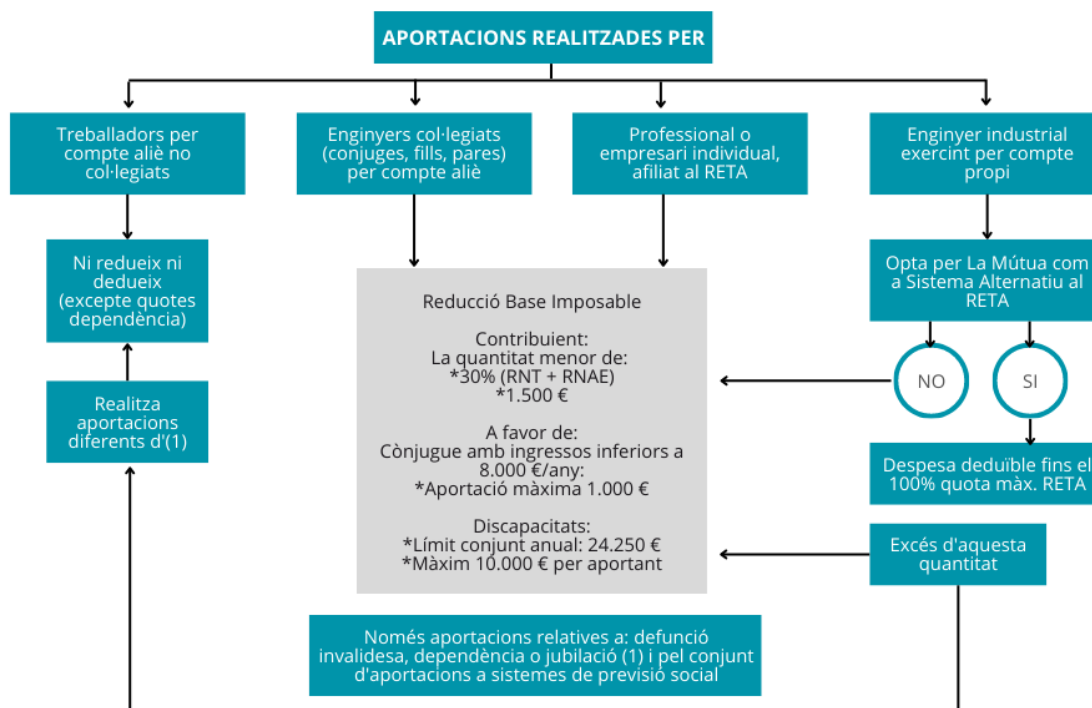 APORTACIONS REALITZADES PER
Treballadors per
compte aliè no
col·legiats
Enginyers col·legiats
(conjuges, fills, pares)
per compte aliè
Professional o
empresari individual,
afiliat al RETA
Enginyer industrial
exercint per compte
propi
Ni redueix ni
dedueix
(excepte quotes
dependència)
Opta per La Mútua com
a Sistema Alternatiu al
RETA
NO
SI
Realitza
aportacions
diferents d'(1)
Reducció Base Imposable
Contribuient:
La quantitat menor de:
*30% (RNT + RNAE)
*1.500 €
A favor de:
Cònjugue amb ingressos inferiors a
8.000 €/any:
*Aportació màxima 1.000 €
Discapacitats:
*Límit conjunt anual: 24.250 €
*Màxim 10.000 € per aportant
Despesa deduïble fins el
100% quota màx. RETA
Excés d'aquesta
quantitat
Només aportacions relatives a: defunció
invalidesa, dependència o jubilació (1) i pel conjunt
d'aportacions a sistemes de previsió social